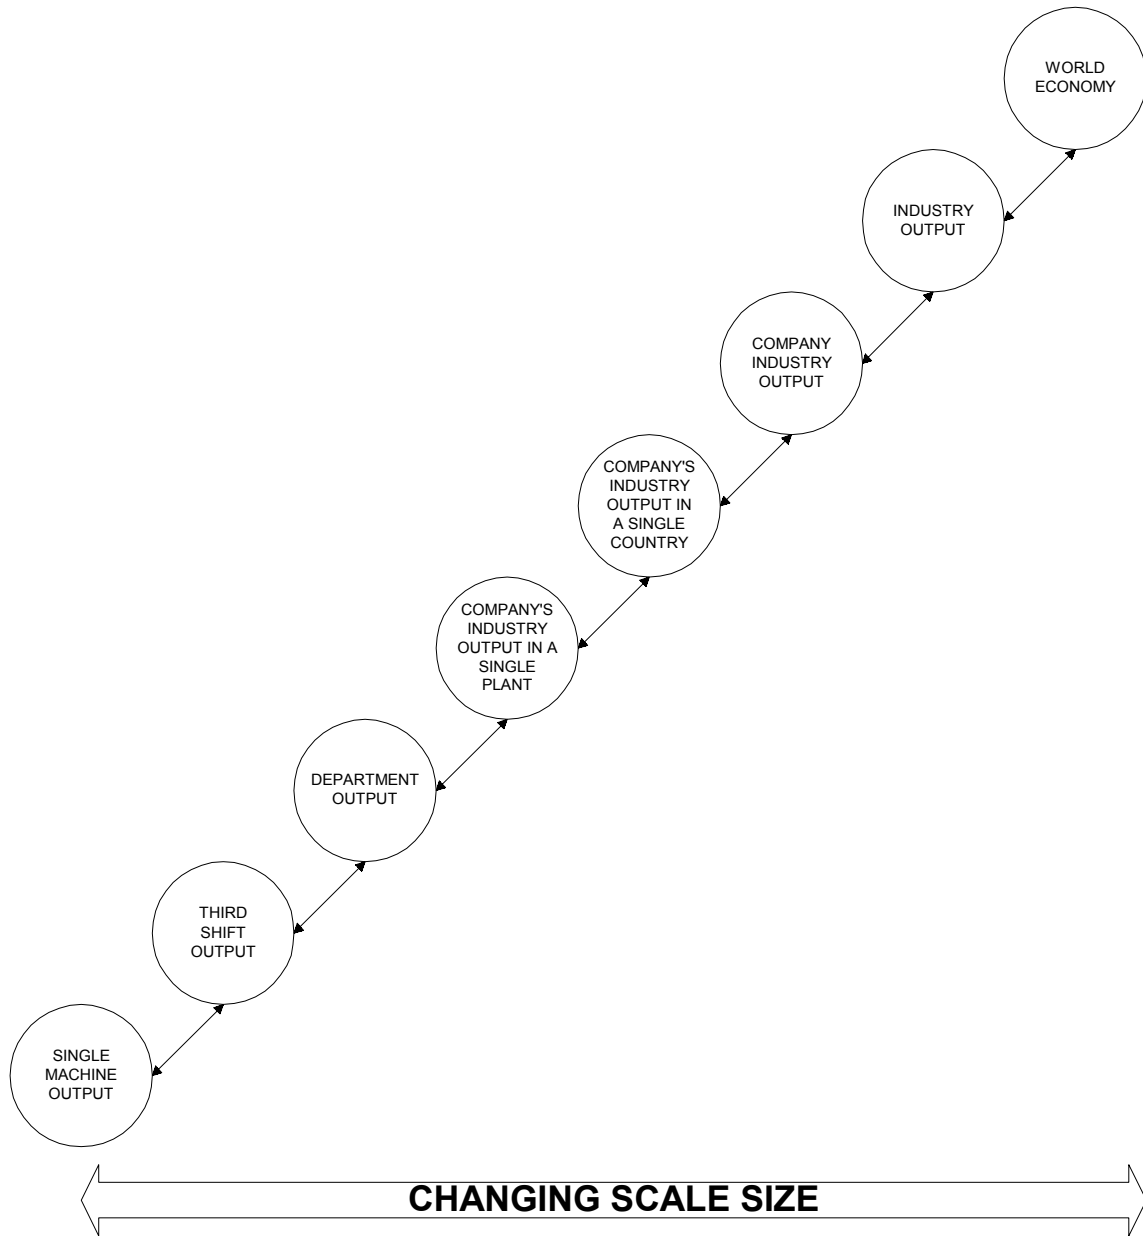 WORLD
ECONOMY
INDUSTRY
OUTPUT
COMPANY
INDUSTRY
OUTPUT
COMPANY'S
INDUSTRY
OUTPUT IN
A SINGLE
COUNTRY
COMPANY'S
INDUSTRY
OUTPUT IN A
SINGLE
PLANT
DEPARTMENT
OUTPUT
THIRD
SHIFT
OUTPUT
SINGLE
MACHINE
OUTPUT
CHANGING SCALE SIZE